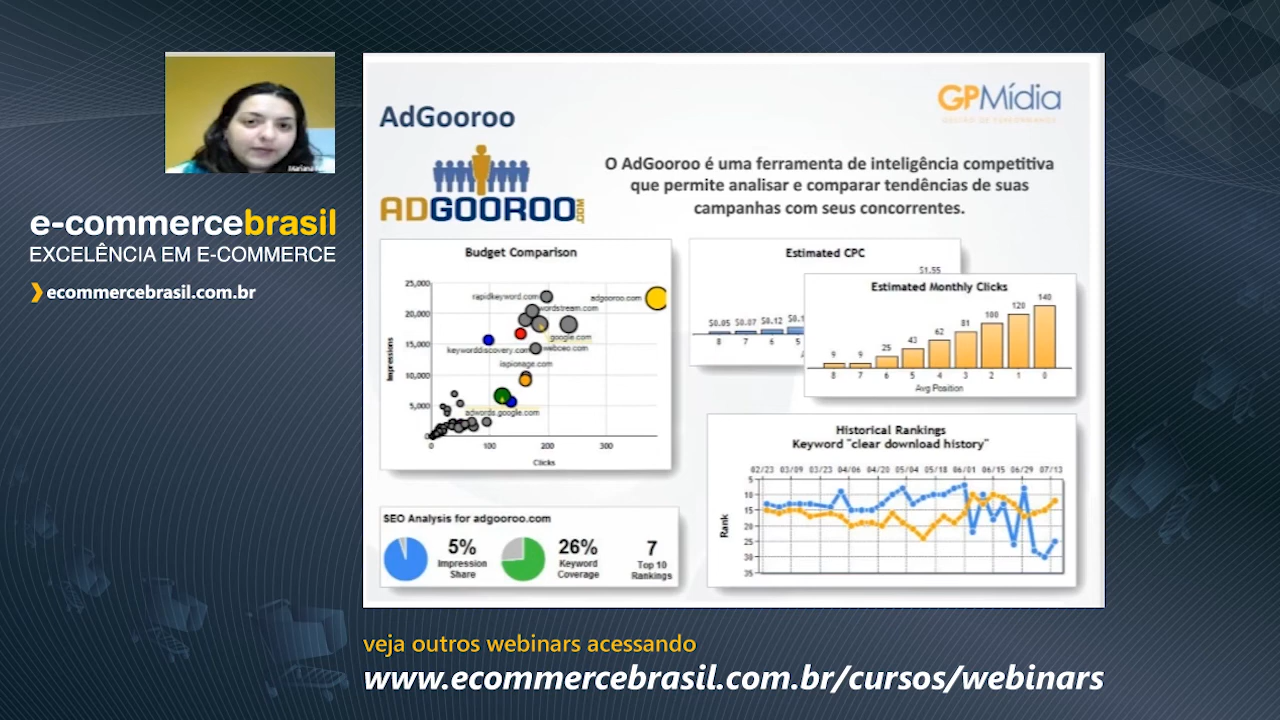 Mariana
e-commercebrasil
EXCELÊNCIA EM E-COMMERCE
ecommercebrasil.com.br
AdGooroo
GPMídia
ADGOOROO.COM
O AdGooroo é uma ferramenta de inteligência competitiva
que permite analisar e comparar tendências de suas
campanhas com seus concorrentes.
Budget Comparison
25,000
20,000
15,000
10,000
5,000
0
Impressions
rapidkeyword.com
adgooroo.com
wordstream.com
google.com
keyworddiscovery.com
webceo.com
ispionage.com
adwords.google.com
0 100 200 300
Clicks
Estimated CPC
$1.55
$0.05 $0.07 $0.12
8 7 6 5
Estimated Monthly Clicks
9 9 25 43 62 81 100 120 140
8 7 6 5 4 3 2 1 0
Avg Position
Historical Rankings
Keyword "clear download history"
02/23 03/09 03/23 04/06 04/20 05/04 05/18 06/01 06/15 06/29 07/13
5
10
15
20
25
30
35
Rank
SEO Analysis for adgooroo.com
5%
Impression
Share
26%
Keyword
Coverage
7
Top 10
Rankings
veja outros webinars acessando
www.ecommercebrasil.com.br/cursos/webinars